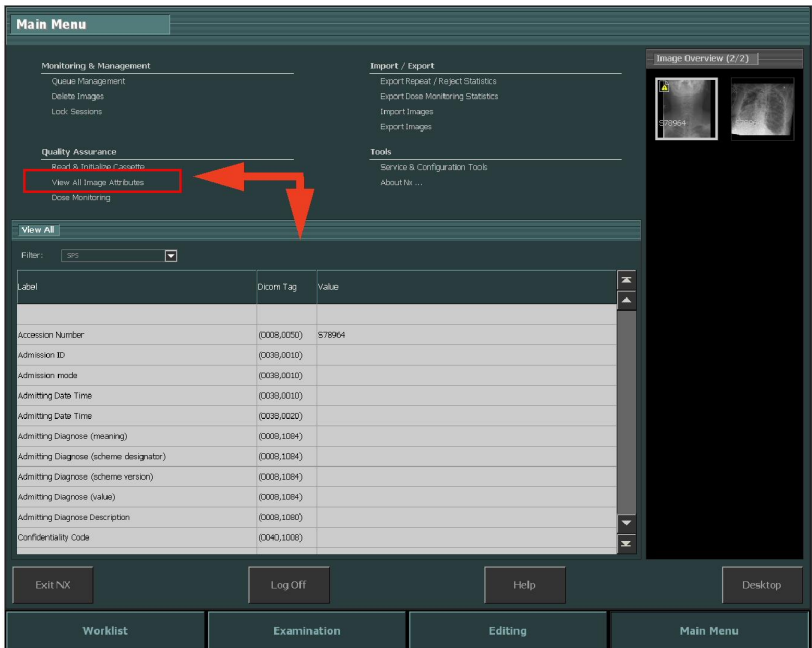 Main Menu
Monitoring & Management
Queue Management
Delete Images
Lock Sessions
Import / Export
Export Repeat / Reject Statistics
Export Dose Monitoring Statistics
Import Images
Export Images
Quality Assurance
Read & Initialize Cassette
View All Image Attributes
Dose Monitoring
Tools
Service & Configuration Tools
About Nx ...
Image Overview (2/2)
S78964
View All
Filter: SPS
Label Dicom Tag Value
Accession Number (0008,0050) S78964
Admission ID (0038,0010)
Admission mode (0038,0010)
Admitting Date Time (0038,0010)
Admitting Date Time (0038,0020)
Admitting Diagnose (meaning) (0008,1084)
Admitting Diagnose (scheme designator) (0008,1084)
Admitting Diagnose (scheme version) (0008,1084)
Admitting Diagnose (value) (0008,1084)
Admitting Diagnose Description (0008,1080)
Confidentiality Code (0040,1008)
Exit NX Log Off Help Desktop
Worklist Examination Editing Main Menu